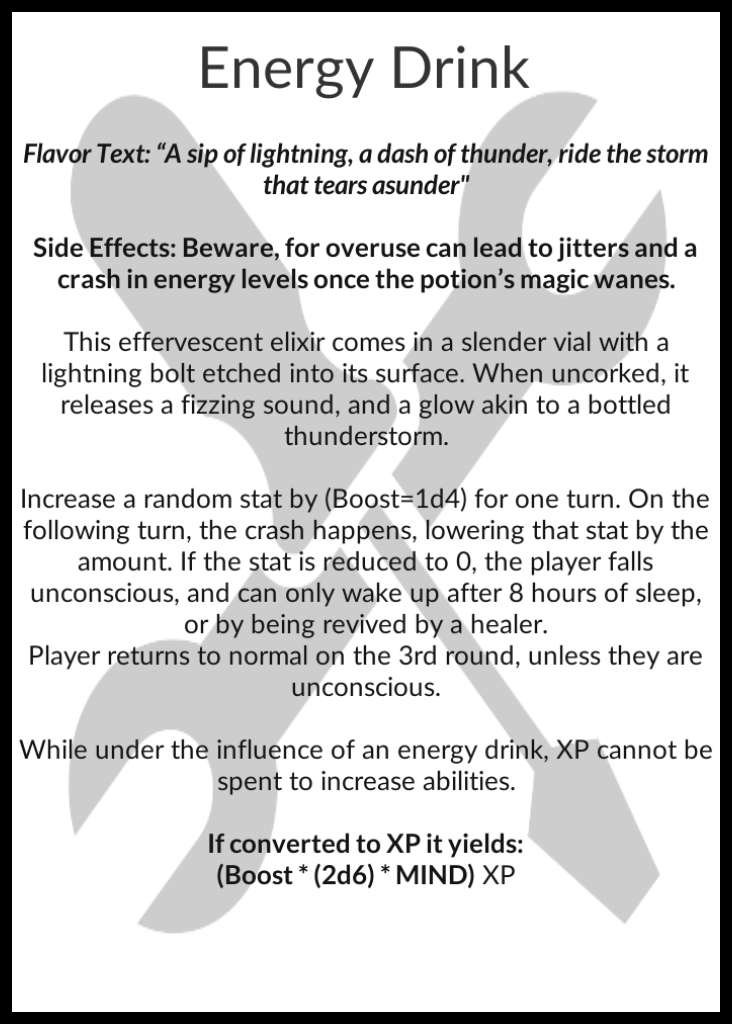 Energy Drink
Flavor Text: “A sip of lightning, a dash of thunder, ride the storm
that tears asunder"
Side Effects: Beware, for overuse can lead to jitters and a
crash in energy levels once the potion’s magic wanes.
This effervescent elixir comes in a slender vial with a
lightning bolt etched into its surface. When uncorked, it
releases a fizzing sound, and a glow akin to a bottled
thunderstorm.
Increase a random stat by (Boost=1d4) for one turn. On the
following turn, the crash happens, lowering that stat by the
amount. If the stat is reduced to 0, the player falls
unconscious, and can only wake up after 8 hours of sleep,
or by being revived by a healer.
Player returns to normal on the 3rd round, unless they are
unconscious.
While under the influence of an energy drink, XP cannot be
spent to increase abilities.
If converted to XP it yields:
(Boost * (2d6) * MIND) XP